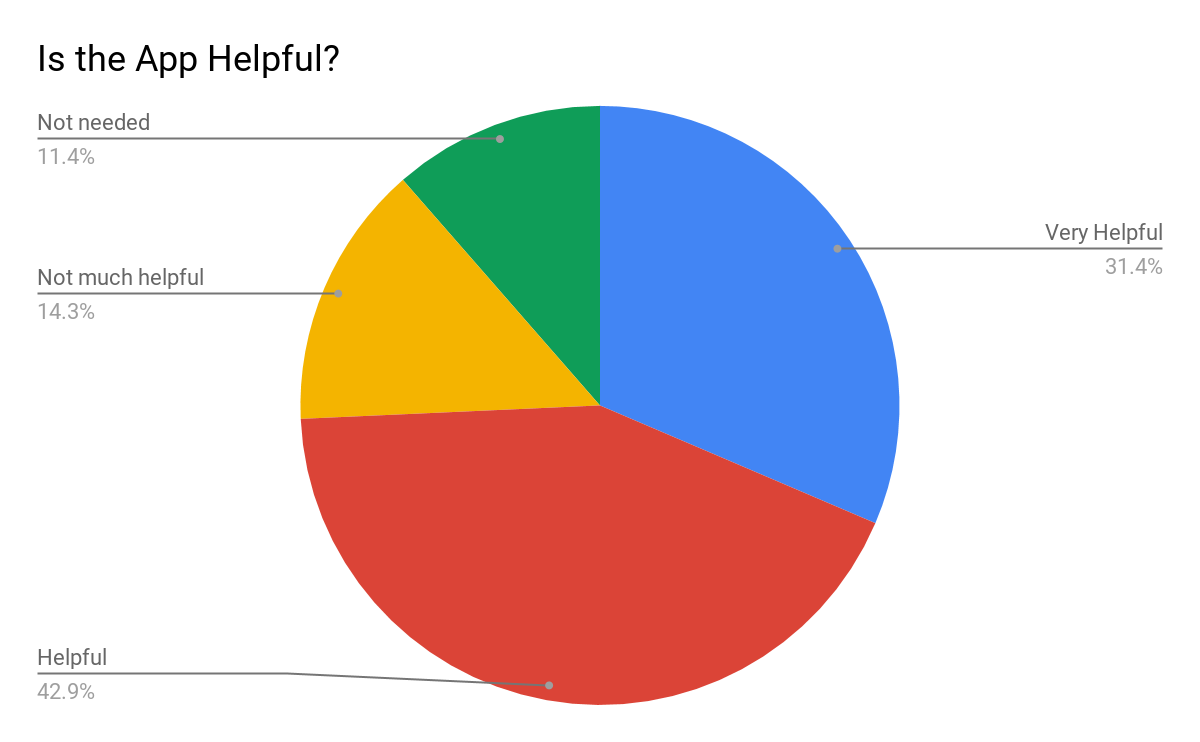 Is the App Helpful?
Not needed
11.4%
Very Helpful
31.4%
Not much helpful
14.3%
Helpful
42.9%